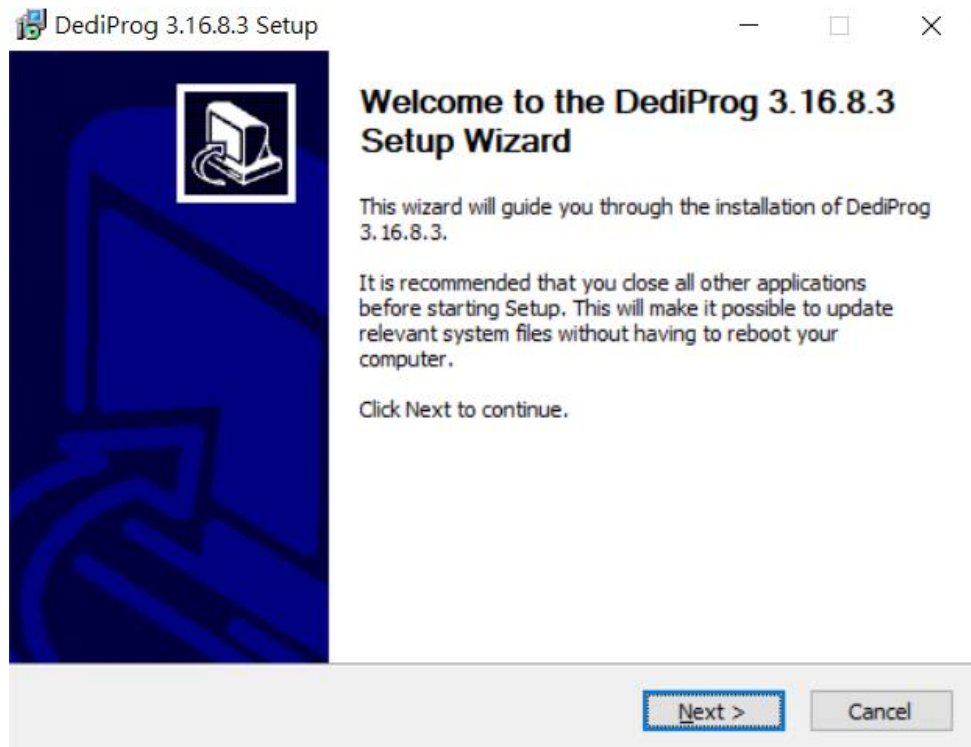 DediProg 3.16.8.3 Setup
Welcome to the DediProg 3.16.8.3
Setup Wizard
This wizard will guide you through the installation of DediProg
3.16.8.3.
It is recommended that you close all other applications
before starting Setup. This will make it possible to update
relevant system files without having to reboot your
computer.
Click Next to continue.
Next >
Cancel